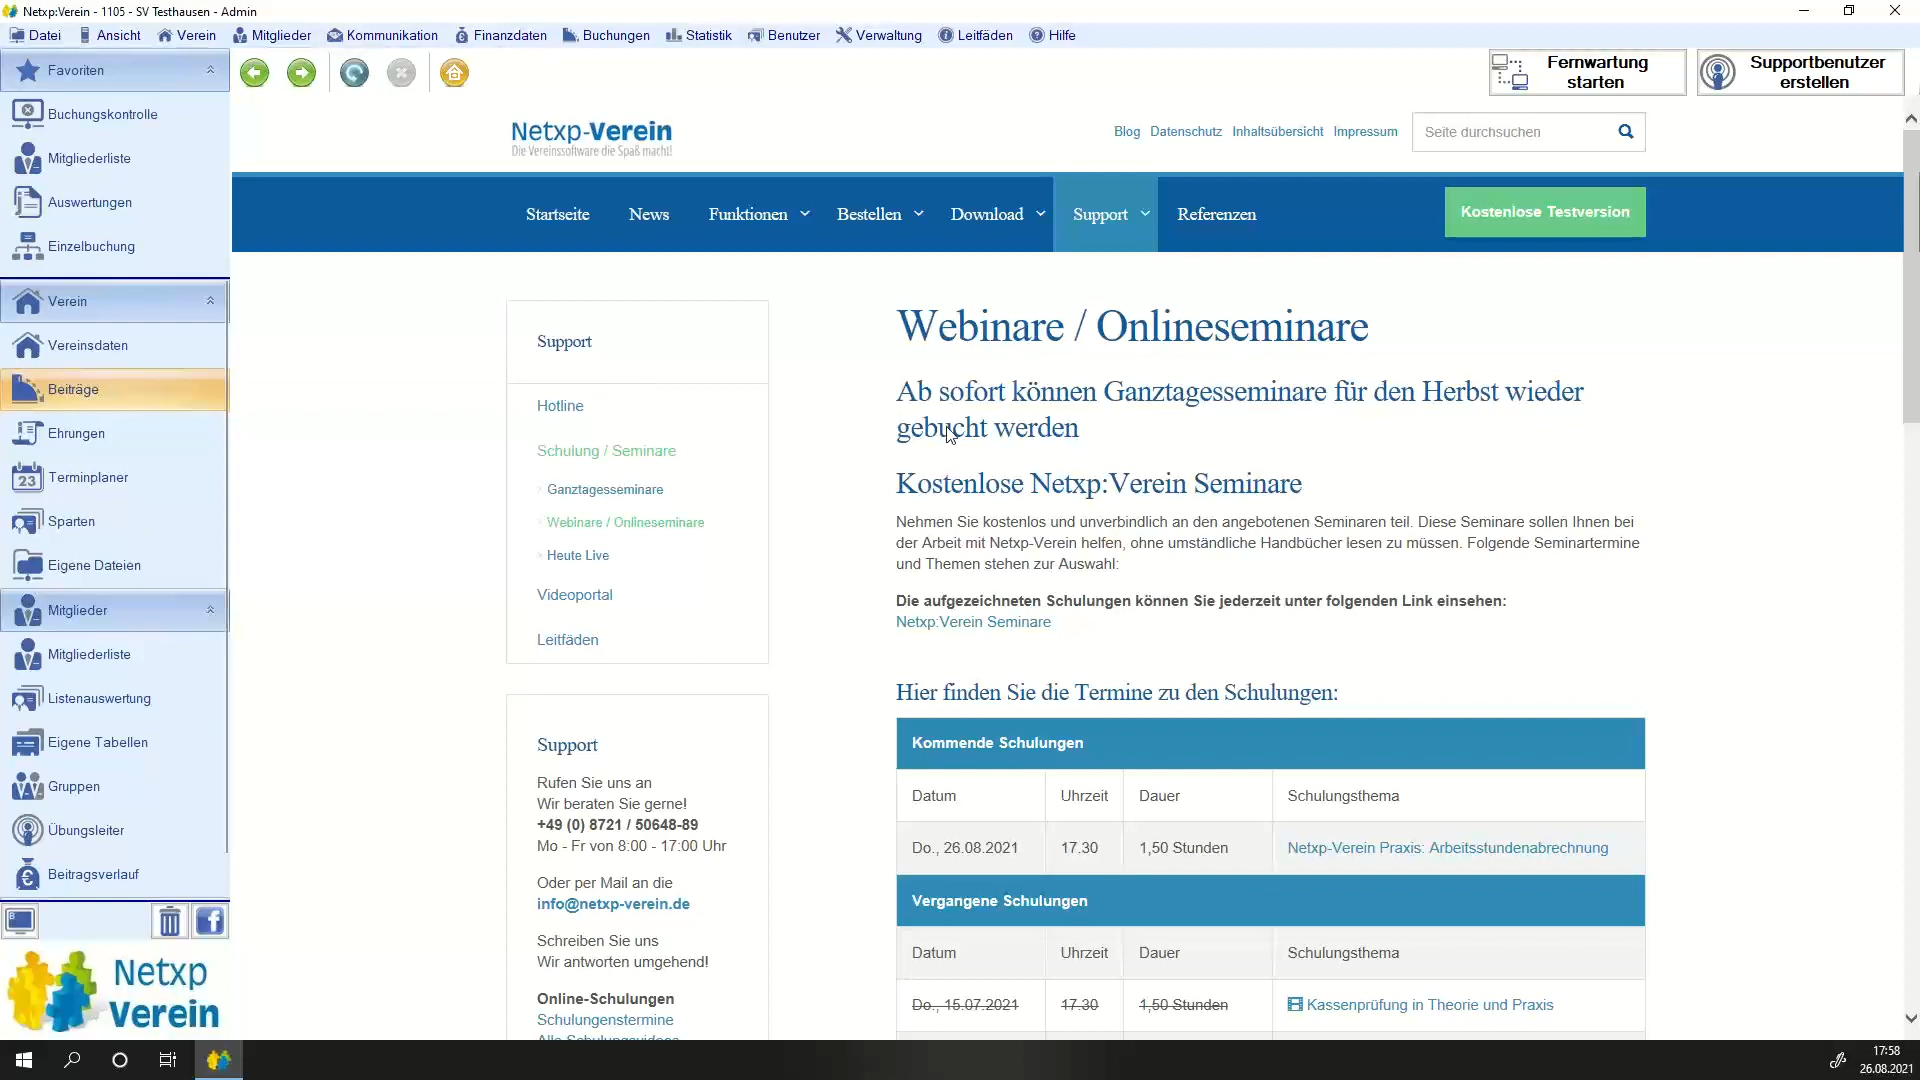 Netxp:Verein - 1105 - SV Testhausen - Admin
Datei Ansicht Verein Mitglieder Kommunikation Finanzdaten Buchungen Statistik Benutzer Verwaltung Leitfäden Hilfe
Favoriten
Buchungskontrolle
Mitgliederliste
Auswertungen
Einzelbuchung
Verein
Vereinsdaten
Beiträge
Ehrungen
23
Terminplaner
Sparten
Eigene Dateien
Mitglieder
Mitgliederliste
Listenauswertung
Eigene Tabellen
Gruppen
Übungsleiter
Beitragsverlauf
Netxp
Verein
Fernwartung
starten
Supportbenutzer
erstellen
Netxp-Verein
Die Vereinssoftware die Spaß macht!
Blog Datenschutz Inhaltsübersicht Impressum
Seite durchsuchen
Startseite News Funktionen Bestellen Download Support Referenzen
Kostenlose Testversion
Support
Hotline
Schulung / Seminare
Ganztagesseminare
Webinare / Onlineseminare
Heute Live
Videoportal
Leitfäden
Support
Rufen Sie uns an
Wir beraten Sie gerne!
+49 (0) 8721 / 50648-89
Mo - Fr von 8:00 - 17:00 Uhr
Oder per Mail an die
info@netxp-verein.de
Schreiben Sie uns
Wir antworten umgehend!
Online-Schulungen
Schulungenstermine
Alle Schulungsvideos
Webinare / Onlineseminare
Ab sofort können Ganztagesseminare für den Herbst wieder
gebucht werden
Kostenlose Netxp:Verein Seminare
Nehmen Sie kostenlos und unverbindlich an den angebotenen Seminaren teil. Diese Seminare sollen Ihnen bei
der Arbeit mit Netxp-Verein helfen, ohne umständliche Handbücher lesen zu müssen. Folgende Seminartermine
und Themen stehen zur Auswahl:
Die aufgezeichneten Schulungen können Sie jederzeit unter folgenden Link einsehen:
Netxp:Verein Seminare
Hier finden Sie die Termine zu den Schulungen:
Kommende Schulungen
Datum Uhrzeit Dauer Schulungsthema
Do., 26.08.2021 17.30 1,50 Stunden Netxp-Verein Praxis: Arbeitsstundenabrechnung
Vergangene Schulungen
Datum Uhrzeit Dauer Schulungsthema
Do., 15.07.2021 17.30 1,50 Stunden Kassenprüfung in Theorie und Praxis
17:58
26.08.2021